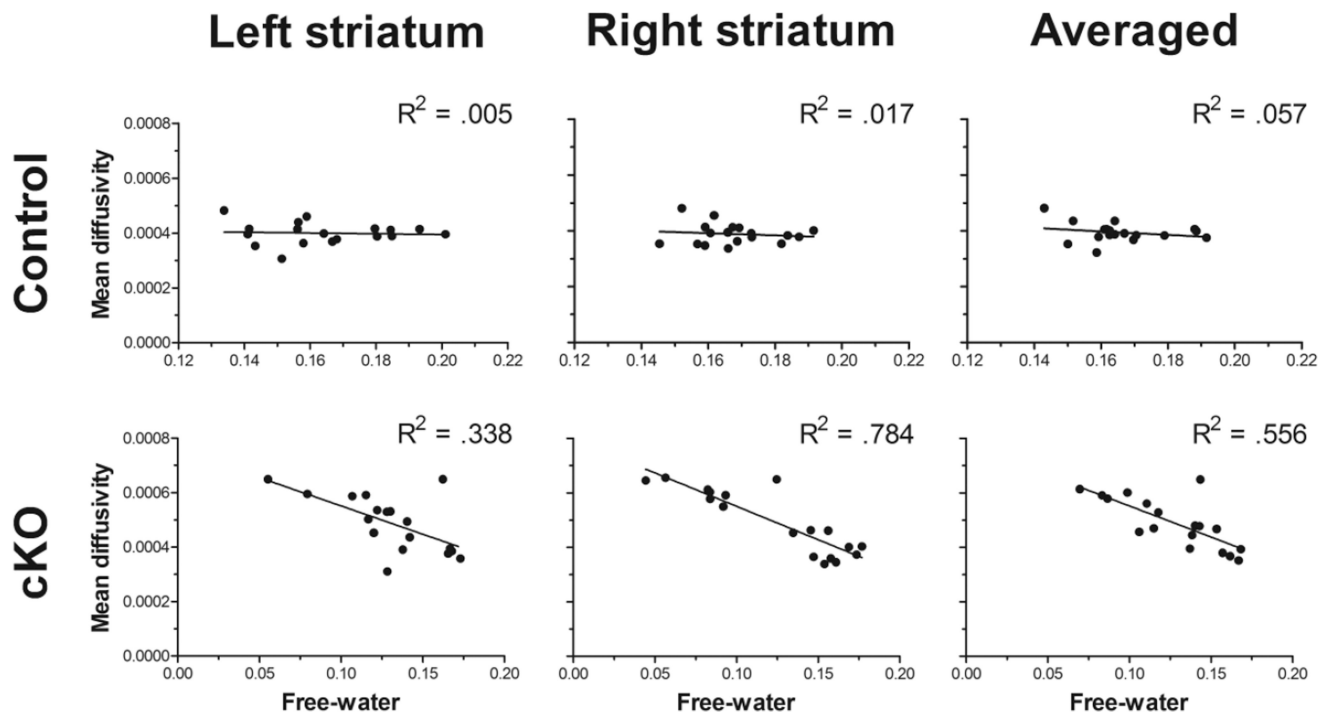 Left striatum Right striatum Averaged
Control
R² = .005 R² = .017 R² = .057
Mean diffusivity
0.0008
0.0006
0.0004
0.0002
0.0000
0.12 0.14 0.16 0.18 0.20 0.22 0.12 0.14 0.16 0.18 0.20 0.22 0.12 0.14 0.16 0.18 0.20 0.22
cKO
R² = .338 R² = .784 R² = .556
Mean diffusivity
0.0008
0.0006
0.0004
0.0002
0.0000
0.00 0.05 0.10 0.15 0.20 0.00 0.05 0.10 0.15 0.20 0.00 0.05 0.10 0.15 0.20
Free-water Free-water Free-water